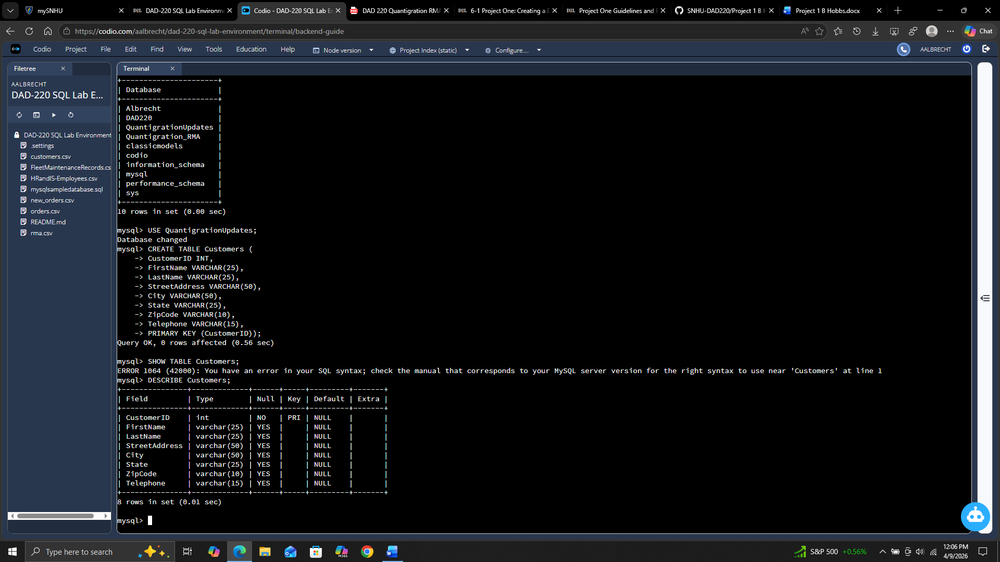 mySNHU
DAD-220 SQL Lab Environm
Codio - DAD-220 SQL Lab Er
DAD 220 Quantigration RMA
6-1 Project One: Creating a D
Project One Guidelines and R
SNHU-DAD220/Project 1 B H
Project 1 B Hobbs.docx
https://codio.com/aalbrecht/dad-220-sql-lab-environment/terminal/backend-guide
Chat
Codio Project File Edit Find View Tools Education Help Node version Project Index (static) Configure.... AALBRECHT
Filetree
Terminal
AALBRECHT
DAD-220 SQL Lab E...
DAD-220 SQL Lab Environment
.settings
customers.csv
FleetMaintenanceRecords.cs
HRandIS-Employees.csv
mysqlsampledatabase.sql
new_orders.csv
orders.csv
README.md
rma.csv
+----------------------+
| Database             |
+----------------------+
| Albrecht             |
| DAD220               |
| QuantigrationUpdates |
| Quantigration_RMA    |
| classicmodels        |
| codio                |
| information_schema   |
| mysql                |
| performance_schema   |
| sys                  |
+----------------------+
10 rows in set (0.00 sec)
mysql> USE QuantigrationUpdates;
Database changed
mysql> CREATE TABLE Customers (
    -> CustomerID INT,
    -> FirstName VARCHAR(25),
    -> LastName VARCHAR(25),
    -> StreetAddress VARCHAR(50),
    -> City VARCHAR(50),
    -> State VARCHAR(25),
    -> ZipCode VARCHAR(10),
    -> Telephone VARCHAR(15),
    -> PRIMARY KEY (CustomerID));
Query OK, 0 rows affected (0.56 sec)
mysql> SHOW TABLE Customers;
ERROR 1064 (42000): You have an error in your SQL syntax; check the manual that corresponds to your MySQL server version for the right syntax to use near 'Customers' at line 1
mysql> DESCRIBE Customers;
+---------------+-------------+------+-----+---------+-------+
| Field         | Type        | Null | Key | Default | Extra |
+---------------+-------------+------+-----+---------+-------+
| CustomerID    | int         | NO   | PRI | NULL    |       |
| FirstName     | varchar(25) | YES  |     | NULL    |       |
| LastName      | varchar(25) | YES  |     | NULL    |       |
| StreetAddress | varchar(50) | YES  |     | NULL    |       |
| City          | varchar(50) | YES  |     | NULL    |       |
| State         | varchar(25) | YES  |     | NULL    |       |
| ZipCode       | varchar(10) | YES  |     | NULL    |       |
| Telephone     | varchar(15) | YES  |     | NULL    |       |
+---------------+-------------+------+-----+---------+-------+
8 rows in set (0.01 sec)
mysql>
Type here to search
M365
S&P 500 +0.56%
12:06 PM
4/9/2026